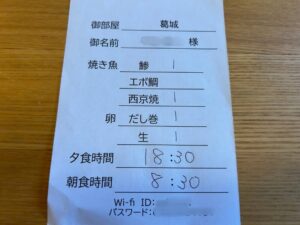 御部屋 葛城
御名前 様
焼き魚 鯵 1
エボ鯛
西京焼 1
卵 だし巻 1
生 1
夕食時間 18:30
朝食時間 8:30
Wi-fi ID:
パスワード: